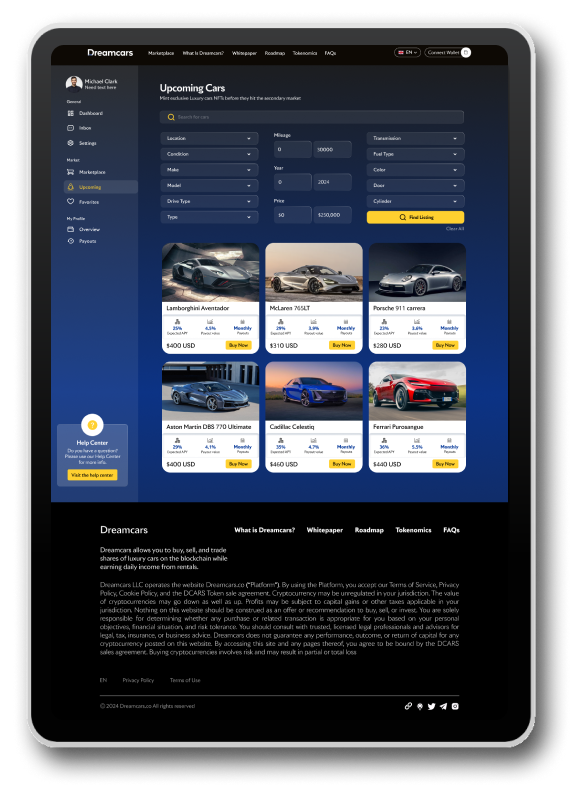 Dreamcars
Marketplace What is Dreamcars? Whitepaper Roadmap Tokenomics FAQs
EN
Connect Wallet
Michael Clark
Need text here
General
Dashboard
Inbox
Settings
Market
Marketplace
Upcoming
Favorites
My Profile
Overview
Payouts
Help Center
Do you have a question?
Please use our Help Center
for more info.
Visit the help center
Upcoming Cars
Mint exclusive Luxury cars NFTs before they hit the secondary market
Search for cars
Location
Condition
Make
Model
Drive Type
Type
Mileage
0 50000
Year
0 2024
Price
$0 $250,000
Transmission
Fuel Type
Color
Door
Cylinder
Find Listing
Clear All
Lamborghini Aventador
25% 4,5% Monthly
Expected APY Payout value Payouts
$400 USD Buy Now
McLaren 765LT
29% 3,9% Monthly
Expected APY Payout value Payouts
$310 USD Buy Now
Porsche 911 carrera
23% 3,6% Monthly
Expected APY Payout value Payouts
$280 USD Buy Now
Aston Martin DBS 770 Ultimate
29% 4,1% Monthly
Expected APY Payout value Payouts
$400 USD Buy Now
Cadillac Celestiq
35% 4,7% Monthly
Expected APY Payout value Payouts
$460 USD Buy Now
Ferrari Purosangue
36% 5,5% Monthly
Expected APY Payout value Payouts
$440 USD Buy Now
Dreamcars
What is Dreamcars? Whitepaper Roadmap Tokenomics FAQs
Dreamcars allows you to buy, sell, and trade
shares of luxury cars on the blockchain while
earning daily income from rentals.
Dreamcars LLC operates the website Dreamcars.co ("Platform"). By using the Platform, you accept our Terms of Service, Privacy
Policy, Cookie Policy, and the DCARS Token sale agreement. Cryptocurrency may be unregulated in your jurisdiction. The value
of cryptocurrencies may go down as well as up. Profits may be subject to capital gains or other taxes applicable in your
jurisdiction. Nothing on this website should be construed as an offer or recommendation to buy, sell, or invest. You are solely
responsible for determining whether any purchase or related transaction is appropriate for you based on your personal
objectives, financial situation, and risk tolerance. You should consult with trusted, licensed legal professionals and advisors for
legal, tax, insurance, or business advice. Dreamcars does not guarantee any performance, outcome, or return of capital for any
cryptocurrency posted on this website. By accessing this site and any pages thereof, you agree to be bound by the DCARS
sales agreement. Buying cryptocurrencies involves risk and may result in partial or total loss
EN Privacy Policy Terms of Use
© 2024 Dreamcars.co All rights reserved